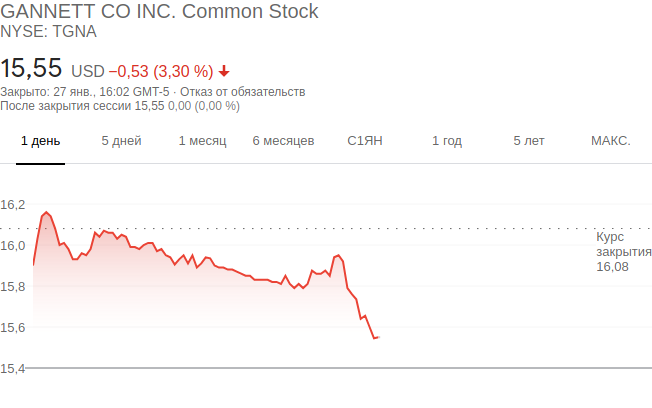 GANNETT CO INC. Common Stock
NYSE: TGNA
15,55 USD −0,53 (3,30 %)
Закрыто: 27 янв., 16:02 GMT-5 · Отказ от обязательств
После закрытия сессии 15,55 0,00 (0,00 %)
1 день 5 дней 1 месяц 6 месяцев С1ЯН 1 год 5 лет МАКС.
16,2
16,0
15,8
15,6
15,4
Курс
закрытия
16,08